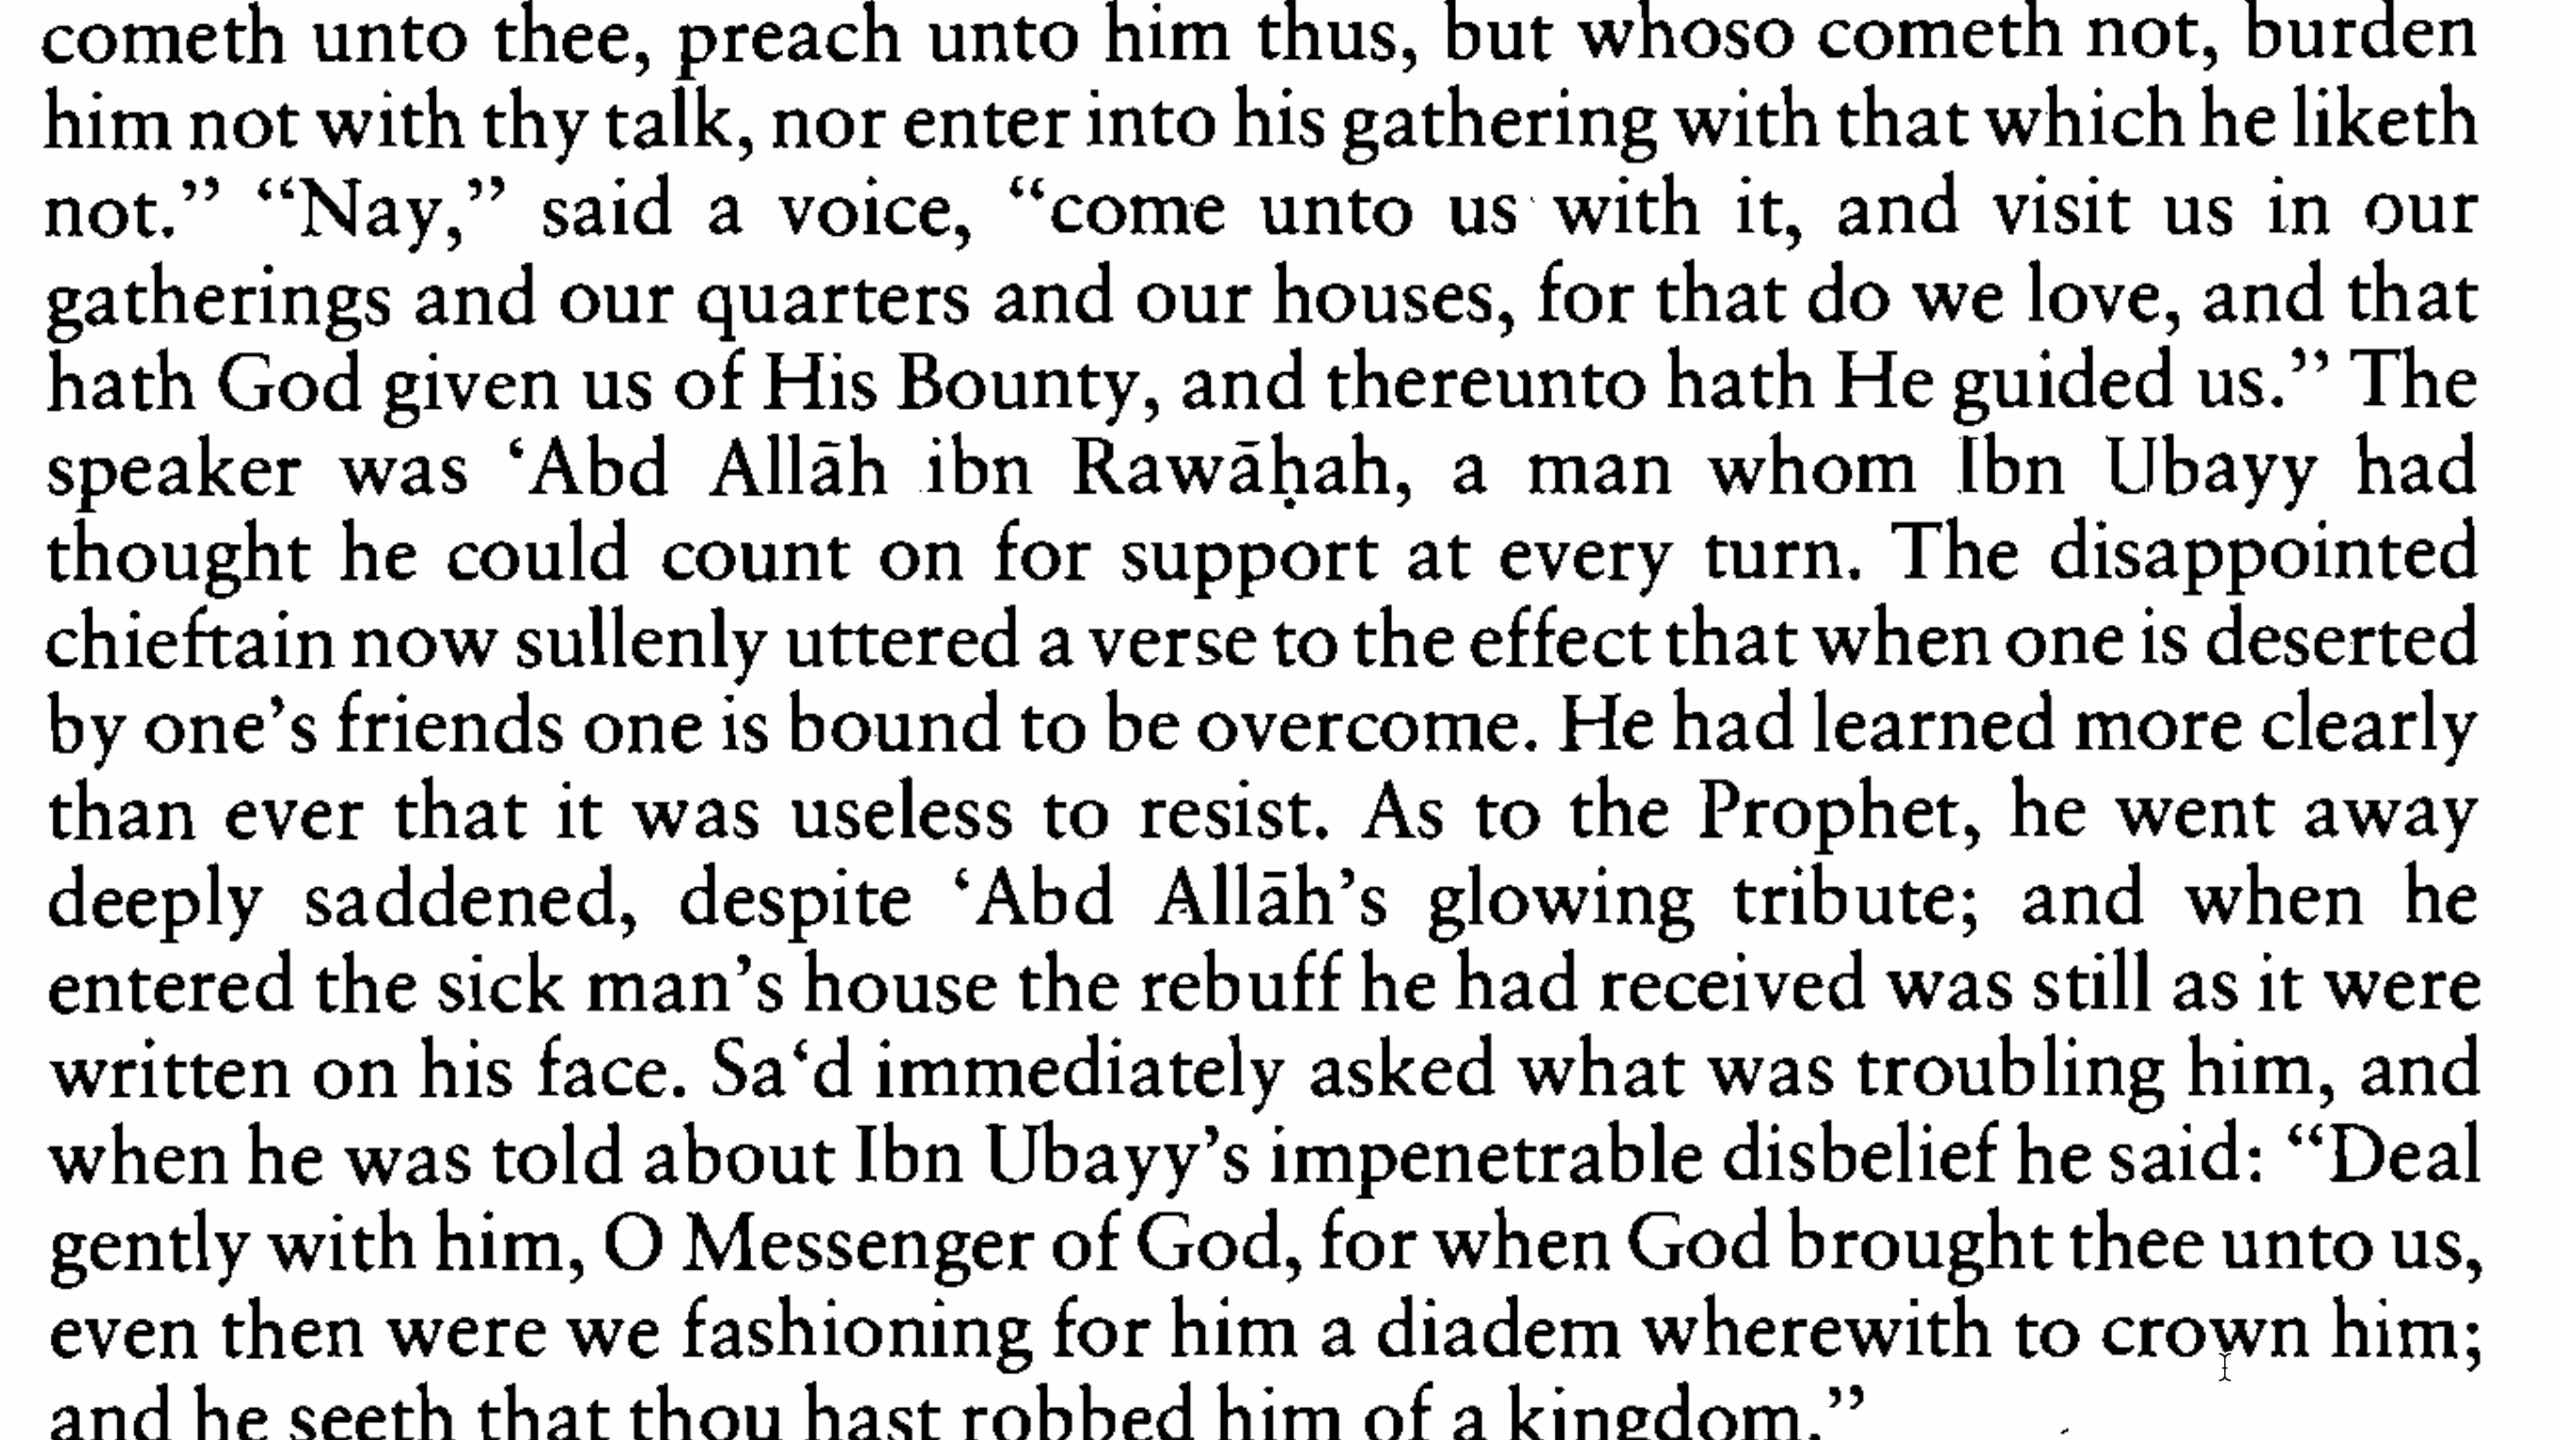 cometh unto thee, preach unto him thus, but whoso cometh not, burden
him not with thy talk, nor enter into his gathering with that which he liketh
not.” “Nay,” said a voice, “come unto us with it, and visit us in our
gatherings and our quarters and our houses, for that do we love, and that
hath God given us of His Bounty, and thereunto hath He guided us.” The
speaker was ‘Abd Allāh ibn Rawāḥah, a man whom Ibn Ubayy had
thought he could count on for support at every turn. The disappointed
chieftain now sullenly uttered a verse to the effect that when one is deserted
by one’s friends one is bound to be overcome. He had learned more clearly
than ever that it was useless to resist. As to the Prophet, he went away
deeply saddened, despite ‘Abd Allāh’s glowing tribute; and when he
entered the sick man’s house the rebuff he had received was still as it were
written on his face. Sa‘d immediately asked what was troubling him, and
when he was told about Ibn Ubayy’s impenetrable disbelief he said: “Deal
gently with him, O Messenger of God, for when God brought thee unto us,
even then were we fashioning for him a diadem wherewith to crown him;
and he seeth that thou hast robbed him of a kingdom.”